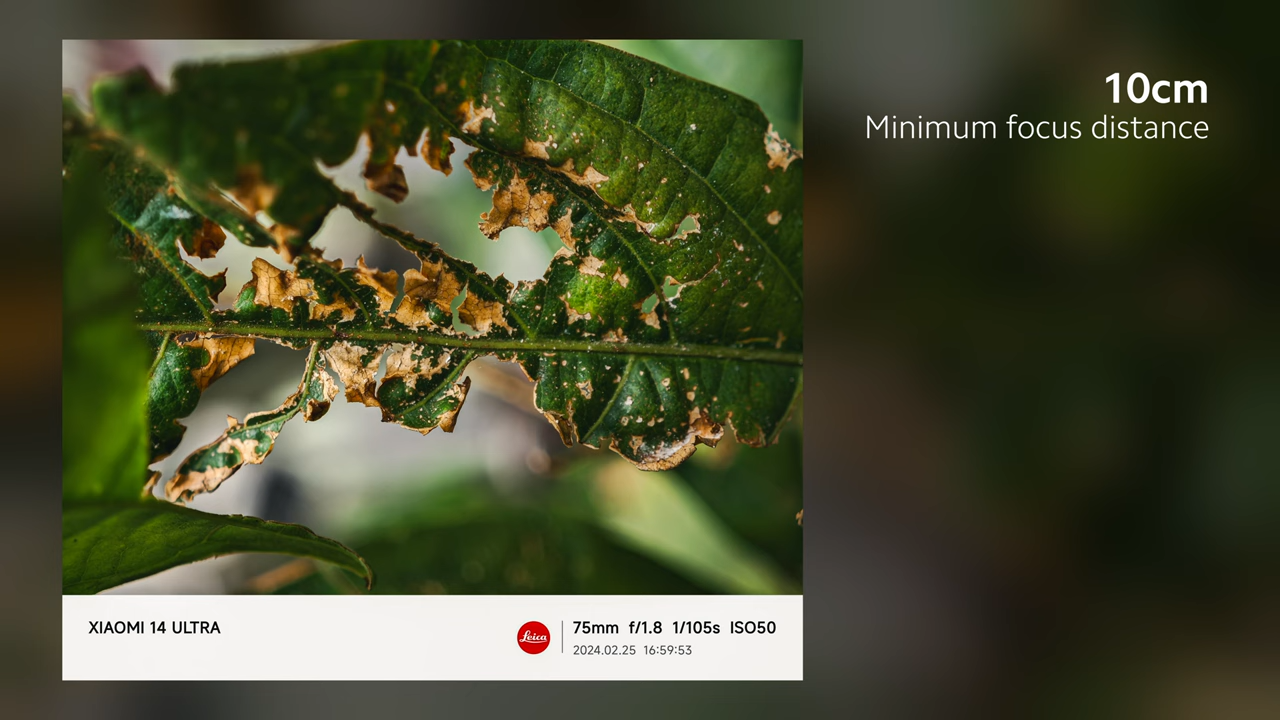 10cm
Minimum focus distance
XIAOMI 14 ULTRA
Leica
75mm f/1.8 1/105s ISO50
2024.02.25 16:59:53